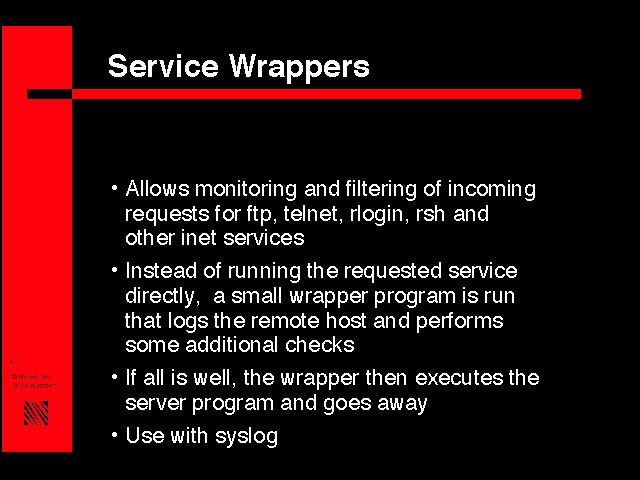 Service Wrappers
• Allows monitoring and filtering of incoming
requests for ftp, telnet, rlogin, rsh and
other inet services
• Instead of running the requested service
directly,  a small wrapper program is run
that logs the remote host and performs
some additional checks
• If all is well, the wrapper then executes the
server program and goes away
• Use with syslog
© Novell, Inc.
Track Number